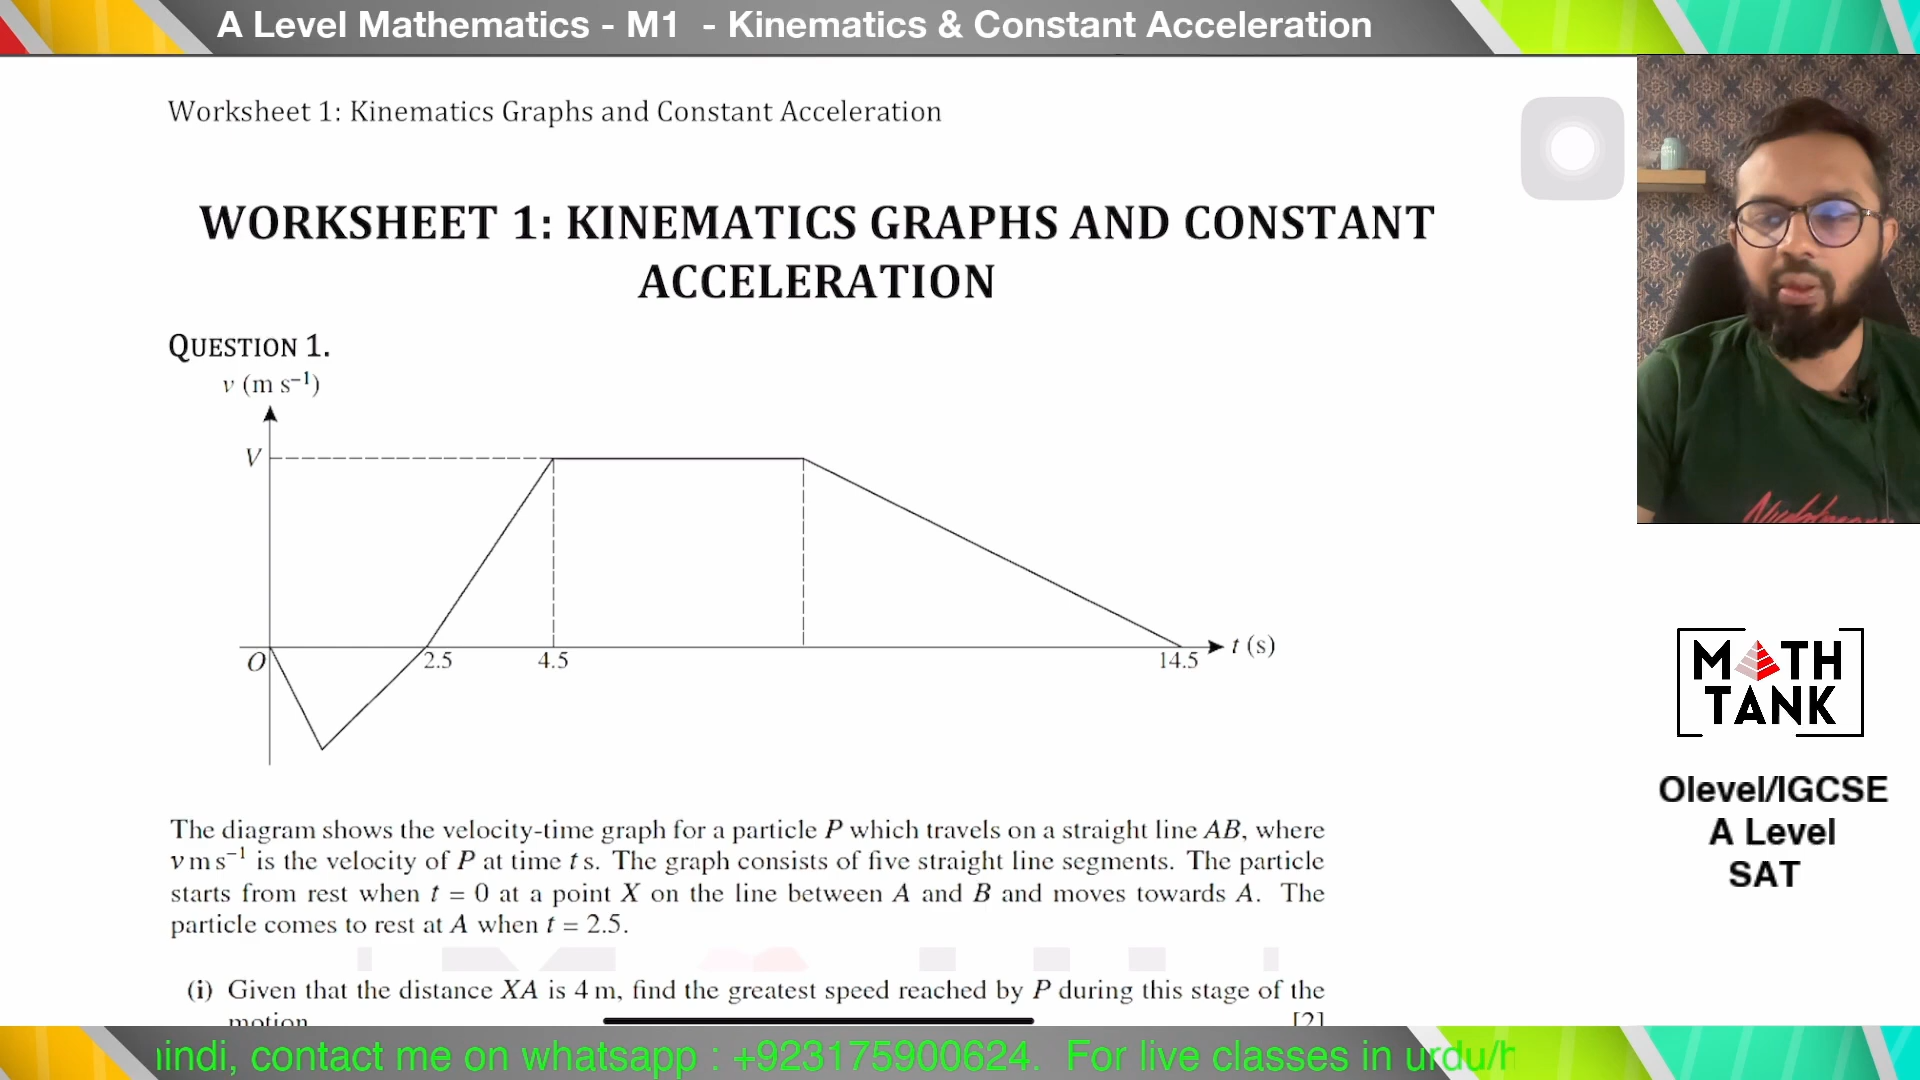 A Level Mathematics - M1 - Kinematics & Constant Acceleration
Worksheet 1: Kinematics Graphs and Constant Acceleration
WORKSHEET 1: KINEMATICS GRAPHS AND CONSTANT
ACCELERATION
QUESTION 1.
v (m s⁻¹)
V
O
2.5
4.5
14.5
t (s)
The diagram shows the velocity-time graph for a particle P which travels on a straight line AB, where
v m s⁻¹ is the velocity of P at time t s. The graph consists of five straight line segments. The particle
starts from rest when t = 0 at a point X on the line between A and B and moves towards A. The
particle comes to rest at A when t = 2.5.
(i) Given that the distance XA is 4 m, find the greatest speed reached by P during this stage of the
motion. [2]
MATH
TANK
Olevel/IGCSE
A Level
SAT
hindi, contact me on whatsapp : +923175900624. For live classes in urdu/h